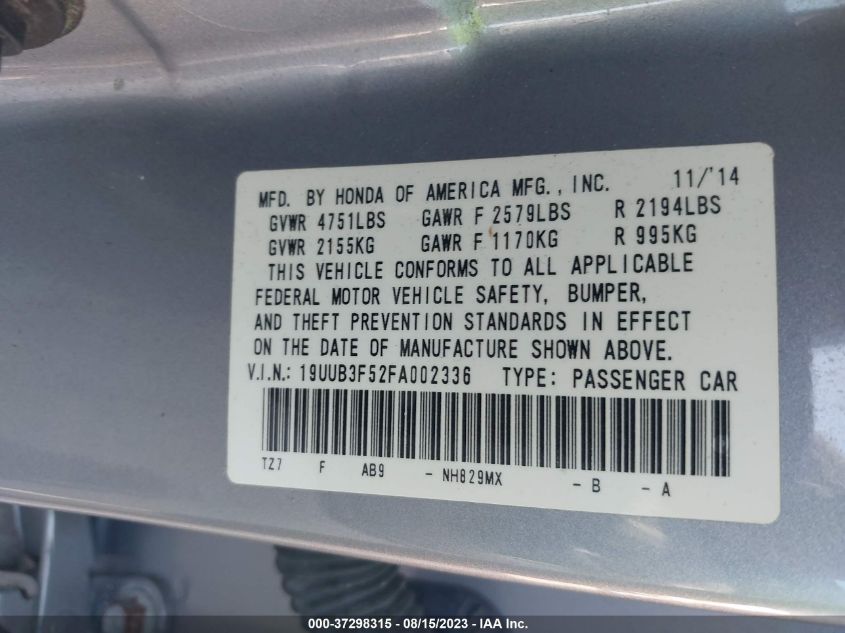 MFD. BY HONDA OF AMERICA MFG., INC. 11/'14
GVWR 4751LBS GAWR F 2579LBS R 2194LBS
GVWR 2155KG GAWR F 1170KG R 995KG
THIS VEHICLE CONFORMS TO ALL APPLICABLE
FEDERAL MOTOR VEHICLE SAFETY, BUMPER,
AND THEFT PREVENTION STANDARDS IN EFFECT
ON THE DATE OF MANUFACTURE SHOWN ABOVE.
V.I.N.: 19UUB3F52FA002336 TYPE: PASSENGER CAR
TZ7 F AB9 - NH829MX - B - A
000-37298315 - 08/15/2023 - IAA Inc.